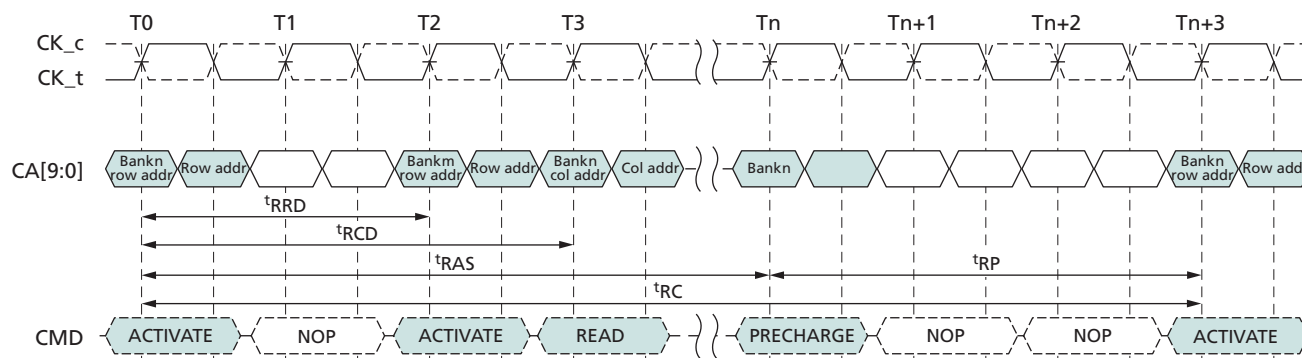 T0 T1 T2 T3 Tn Tn+1 Tn+2 Tn+3
CK_c
CK_t
CA[9:0]
Bankn row addr
Row addr
Bankm row addr
Row addr
Bankn col addr
Col addr
Bankn
Bankn row addr
Row add
tRRD
tRCD
tRAS
tRP
tRC
CMD ACTIVATE NOP ACTIVATE READ PRECHARGE NOP NOP ACTIVATE